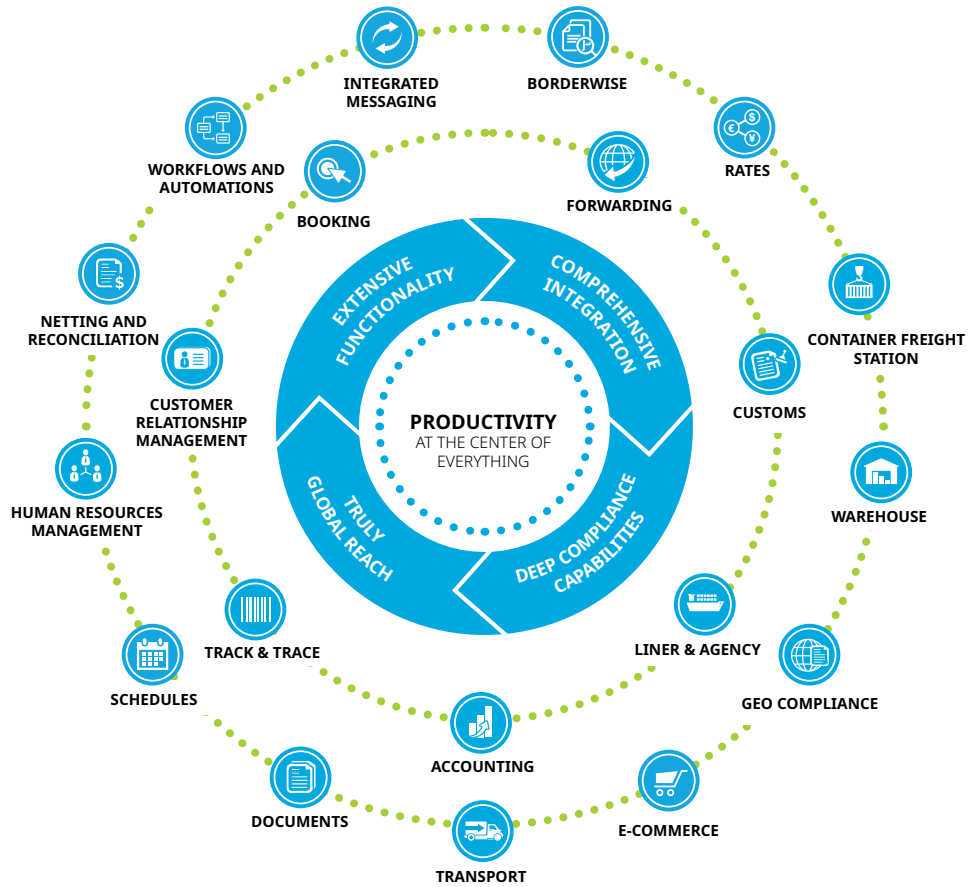 INTEGRATED
MESSAGING
BORDERWISE
WORKFLOWS AND
AUTOMATIONS
RATES
BOOKING
FORWARDING
NETTING AND
RECONCILIATION
CONTAINER FREIGHT
STATION
CUSTOMER
RELATIONSHIP
MANAGEMENT
CUSTOMS
EXTENSIVE
FUNCTIONALITY
COMPREHENSIVE
INTEGRATION
PRODUCTIVITY
AT THE CENTER OF
EVERYTHING
TRULY
GLOBAL REACH
DEEP COMPLIANCE
CAPABILITIES
HUMAN RESOURCES
MANAGEMENT
WAREHOUSE
TRACK & TRACE
LINER & AGENCY
SCHEDULES
GEO COMPLIANCE
ACCOUNTING
DOCUMENTS
E-COMMERCE
TRANSPORT
$
€
¥
$